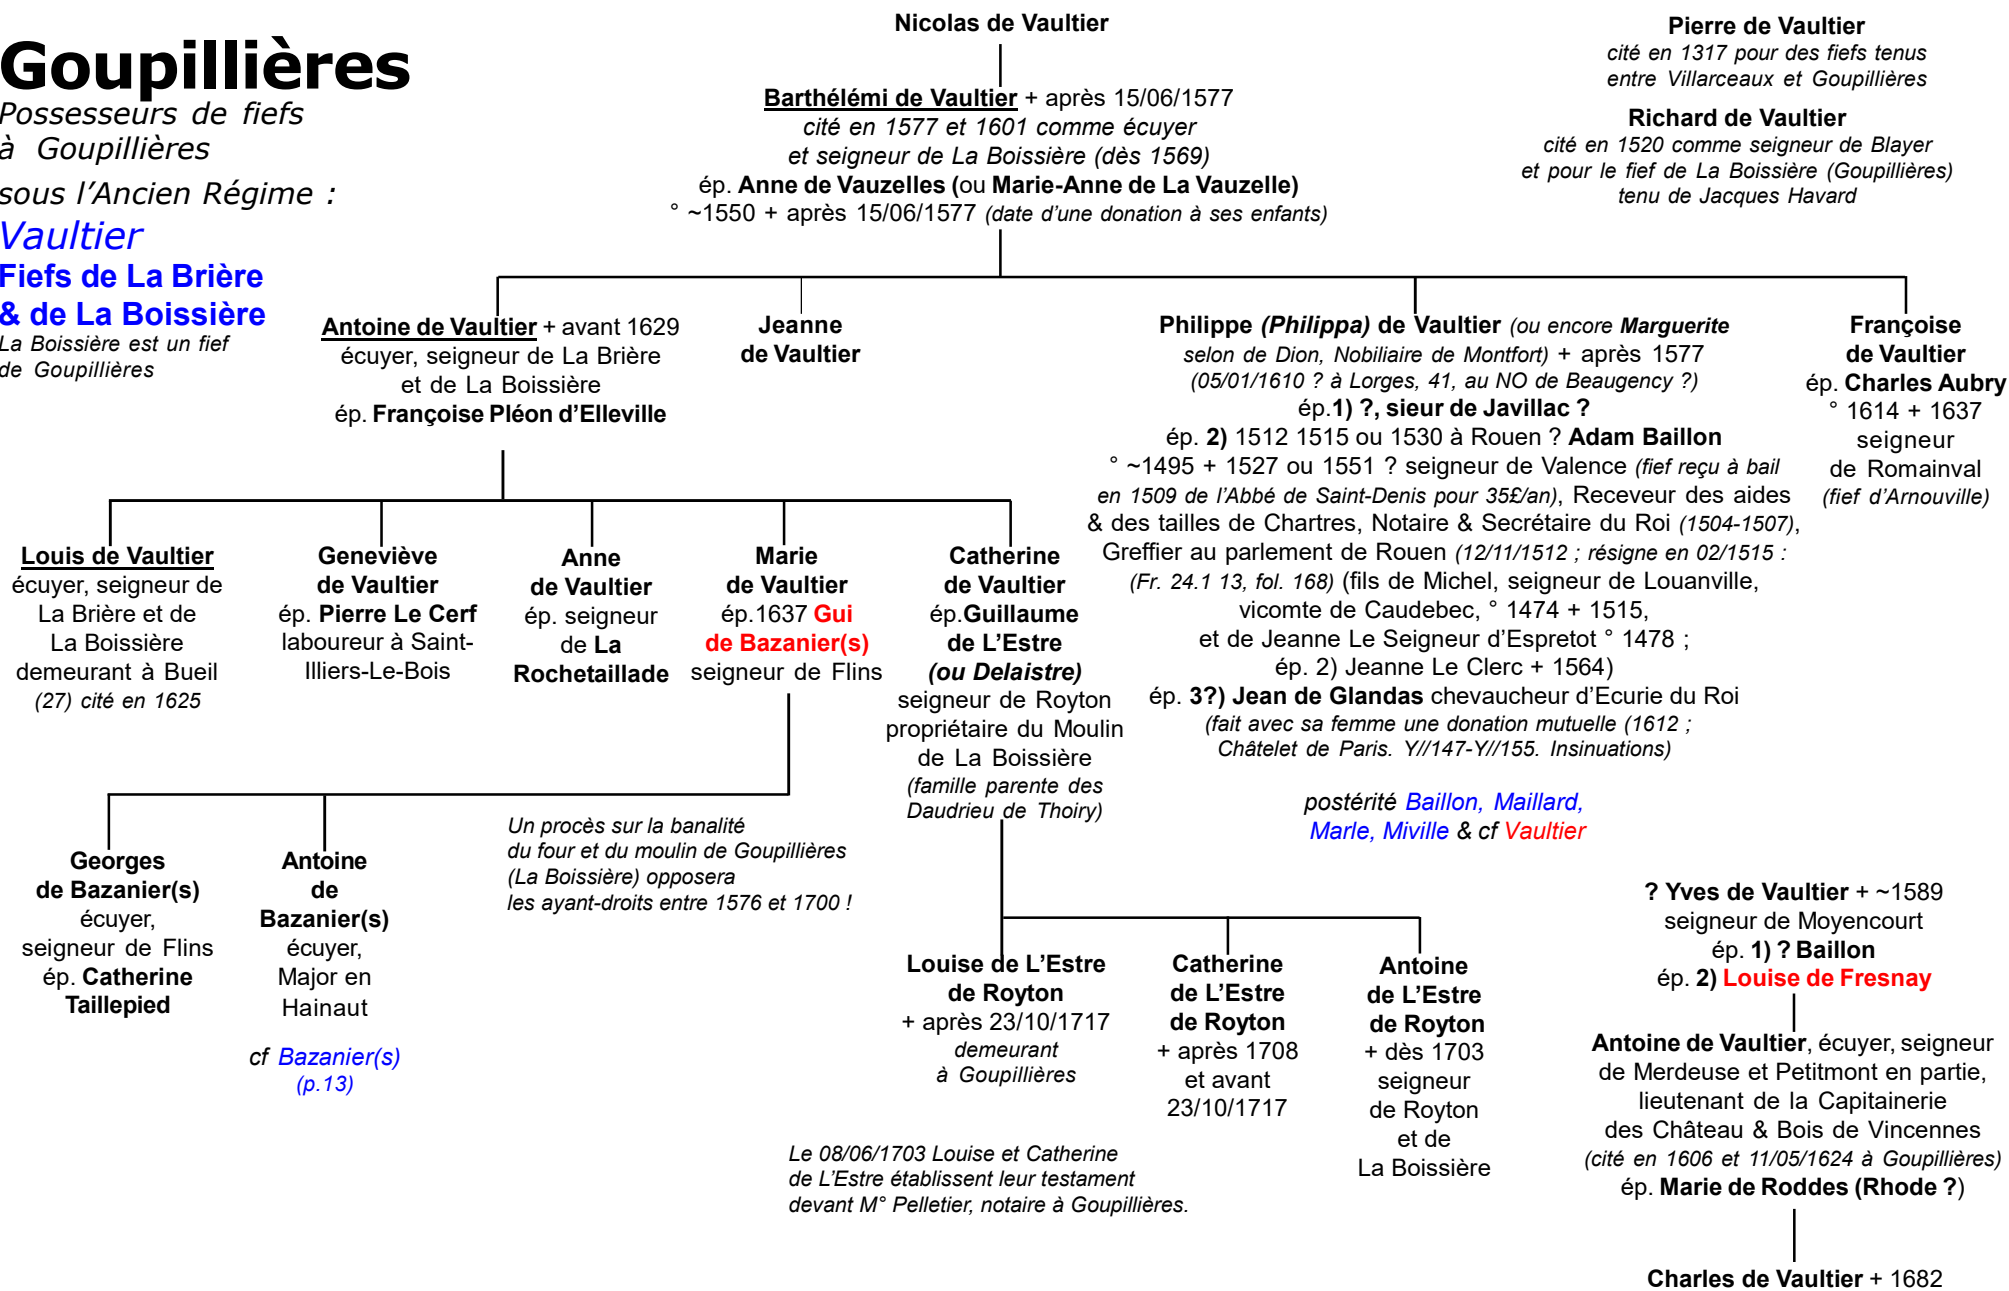 Goupillières
Possesseurs de fiefs
à Goupillières
sous l'Ancien Régime :
Vaultier
Fiefs de La Brière
& de La Boissière
La Boissière est un fief
de Goupillières
Nicolas de Vaultier
Barthélémi de Vaultier + après 15/06/1577
cité en 1577 et 1601 comme écuyer
et seigneur de La Boissière (dès 1569)
ép. Anne de Vauzelles (ou Marie-Anne de La Vauzelle)
° ~1550 + après 15/06/1577 (date d'une donation à ses enfants)
Pierre de Vaultier
cité en 1317 pour des fiefs tenus
entre Villarceaux et Goupillières
Richard de Vaultier
cité en 1520 comme seigneur de Blayer
et pour le fief de La Boissière (Goupillières)
tenu de Jacques Havard
Antoine de Vaultier + avant 1629
écuyer, seigneur de La Brière
et de La Boissière
ép. Françoise Pléon d'Elleville
Jeanne
de Vaultier
Philippe (Philippa) de Vaultier (ou encore Marguerite
selon de Dion, Nobiliaire de Montfort) + après 1577
(05/01/1610 ? à Lorges, 41, au NO de Beaugency ?)
ép.1) ?, sieur de Javillac ?
ép. 2) 1512 1515 ou 1530 à Rouen ? Adam Baillon
° ~1495 + 1527 ou 1551 ? seigneur de Valence (fief reçu à bail
en 1509 de l'Abbé de Saint-Denis pour 35£/an), Receveur des aides
& des tailles de Chartres, Notaire & Secrétaire du Roi (1504-1507),
Greffier au parlement de Rouen (12/11/1512 ; résigne en 02/1515 :
(Fr. 24.1 13, fol. 168) (fils de Michel, seigneur de Louanville,
vicomte de Caudebec, ° 1474 + 1515,
et de Jeanne Le Seigneur d'Espretot ° 1478 ;
ép. 2) Jeanne Le Clerc + 1564)
ép. 3?) Jean de Glandas chevaucheur d'Ecurie du Roi
(fait avec sa femme une donation mutuelle (1612 ;
Châtelet de Paris. Y//147-Y//155. Insinuations)
postérité Baillon, Maillard,
Marle, Miville & cf Vaultier
Françoise
de Vaultier
ép. Charles Aubry
° 1614 + 1637
seigneur
de Romainval
(fief d'Arnouville)
Louis de Vaultier
écuyer, seigneur de
La Brière et de
La Boissière
demeurant à Bueil
(27) cité en 1625
Geneviève
de Vaultier
ép. Pierre Le Cerf
laboureur à Saint-
Illiers-Le-Bois
Anne
de Vaultier
ép. seigneur
de La
Rochetaillade
Marie
de Vaultier
ép.1637 Gui
de Bazanier(s)
seigneur de Flins
Catherine
de Vaultier
ép.Guillaume
de L'Estre
(ou Delaistre)
seigneur de Royton
propriétaire du Moulin
de La Boissière
(famille parente des
Daudrieu de Thoiry)
Georges
de Bazanier(s)
écuyer,
seigneur de Flins
ép. Catherine
Taillepied
Antoine
de
Bazanier(s)
écuyer,
Major en
Hainaut
cf Bazanier(s)
(p.13)
Un procès sur la banalité
du four et du moulin de Goupillières
(La Boissière) opposera
les ayant-droits entre 1576 et 1700 !
Louise de L'Estre
de Royton
+ après 23/10/1717
demeurant
à Goupillières
Catherine
de L'Estre
de Royton
+ après 1708
et avant
23/10/1717
Antoine
de L'Estre
de Royton
+ dès 1703
seigneur
de Royton
et de
La Boissière
Le 08/06/1703 Louise et Catherine
de L'Estre établissent leur testament
devant M° Pelletier, notaire à Goupillières.
? Yves de Vaultier + ~1589
seigneur de Moyencourt
ép. 1) ? Baillon
ép. 2) Louise de Fresnay
Antoine de Vaultier, écuyer, seigneur
de Merdeuse et Petitmont en partie,
lieutenant de la Capitainerie
des Château & Bois de Vincennes
(cité en 1606 et 11/05/1624 à Goupillières)
ép. Marie de Roddes (Rhode ?)
Charles de Vaultier + 1682